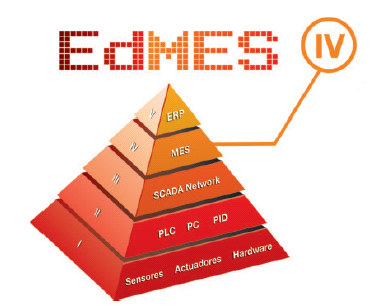 EdMES
IV
V
ERP
IV
MES
III
SCADA Network
II
PLC PC PID
I
Sensores Actuadores Hardware